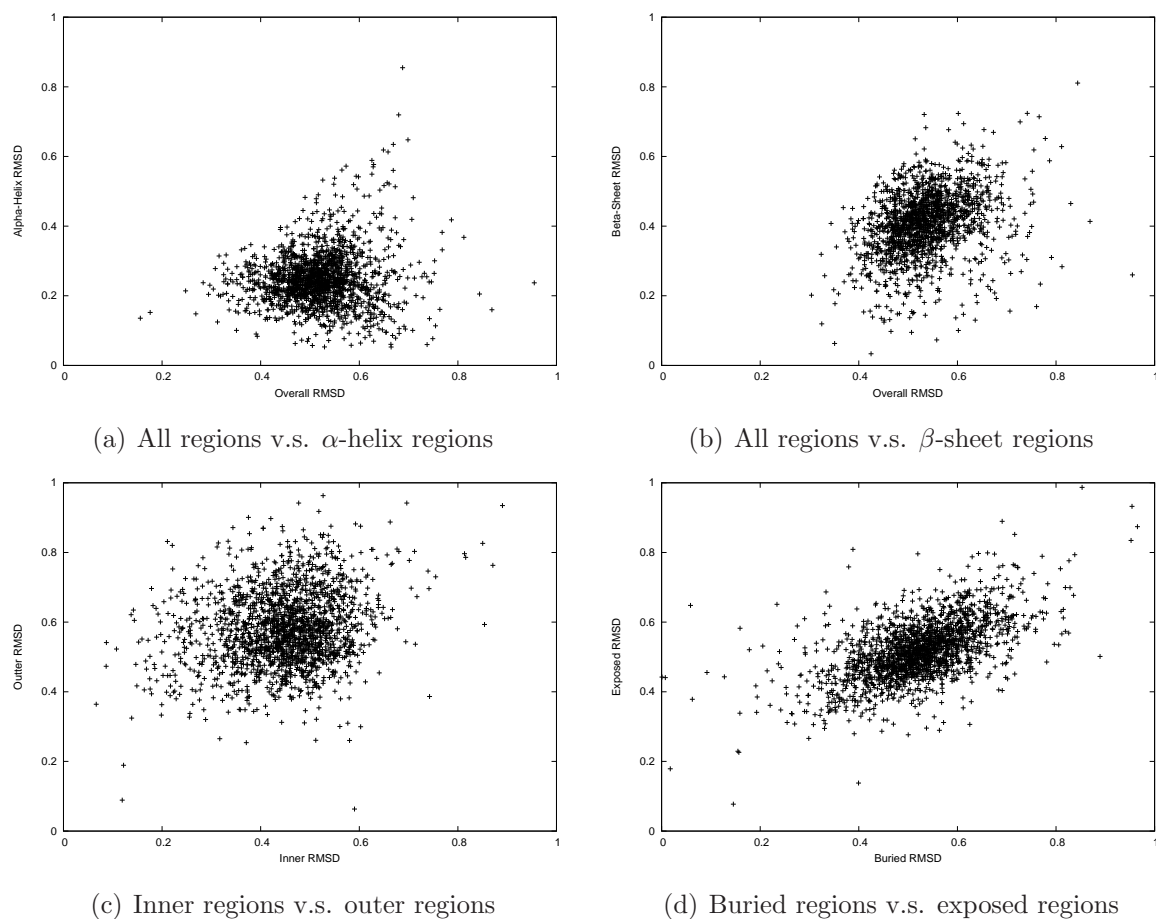 1
0.8
0.6
0.4
0.2
0
0 0.2 0.4 0.6 0.8 1
Alpha-Helix RMSD
Overall RMSD
(a) All regions v.s. α-helix regions
1
0.8
0.6
0.4
0.2
0
0 0.2 0.4 0.6 0.8 1
Beta-Sheet RMSD
Overall RMSD
(b) All regions v.s. β-sheet regions
1
0.8
0.6
0.4
0.2
0
0 0.2 0.4 0.6 0.8 1
Outter RMSD
Inner RMSD
(c) Inner regions v.s. outer regions
1
0.8
0.6
0.4
0.2
0
0 0.2 0.4 0.6 0.8 1
Exposed RMSD
Buried RMSD
(d) Buried regions v.s. exposed regions